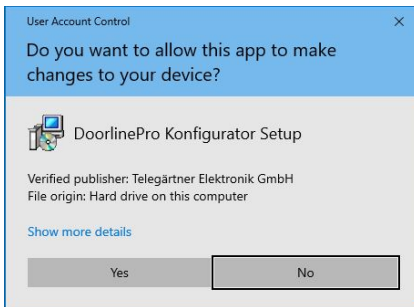 User Account Control
Do you want to allow this app to make
changes to your device?
DoorlinePro Konfigurator Setup
Verified publisher: Telegärtner Elektronik GmbH
File origin: Hard drive on this computer
Show more details
Yes No